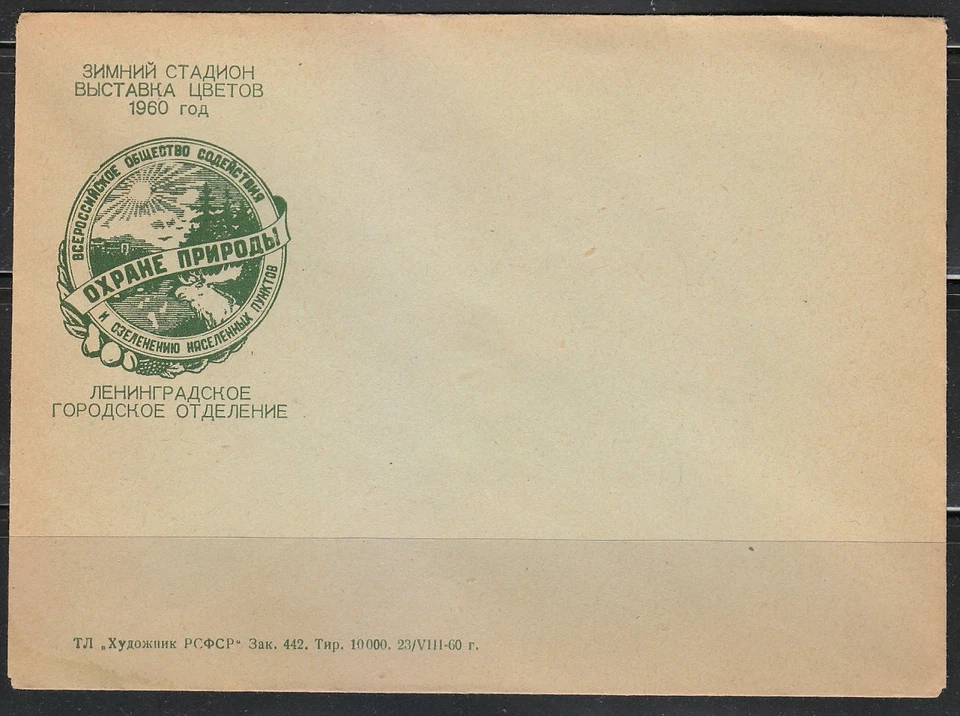 ЗИМНИЙ СТАДИОН
ВЫСТАВКА ЦВЕТОВ
1960 год
ВСЕРОССИЙСКОЕ ОБЩЕСТВО СОДЕЙСТВИЯ
ОХРАНЕ ПРИРОДЫ
И ОЗЕЛЕНЕНИЮ НАСЕЛЕННЫХ ПУНКТОВ
ЛЕНИНГРАДСКОЕ
ГОРОДСКОЕ ОТДЕЛЕНИЕ
ТЛ „Художник РСФСР“ Зак. 442. Тир. 10000. 23/VIII-60 г.